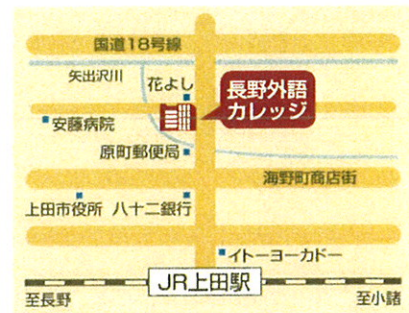 国道18号線
矢出沢川
花よし
長野外語
カレッジ
安藤病院
原町郵便局
海野町商店街
上田市役所
八十二銀行
イトーヨーカドー
JR上田駅
至長野
至小諸